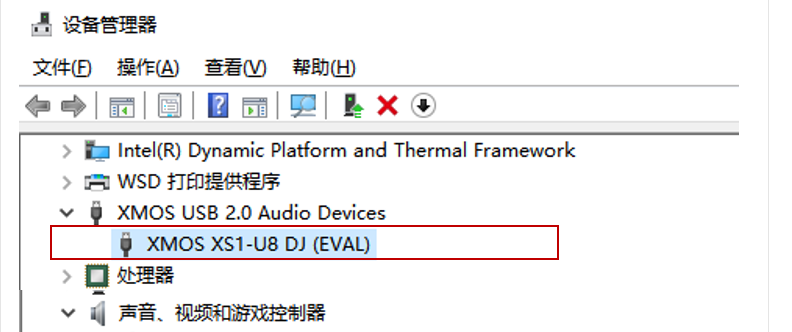 设备管理器
文件(F) 操作(A) 查看(V) 帮助(H)
Intel(R) Dynamic Platform and Thermal Framework
WSD 打印提供程序
XMOS USB 2.0 Audio Devices
XMOS XS1-U8 DJ (EVAL)
处理器
声音、视频和游戏控制器